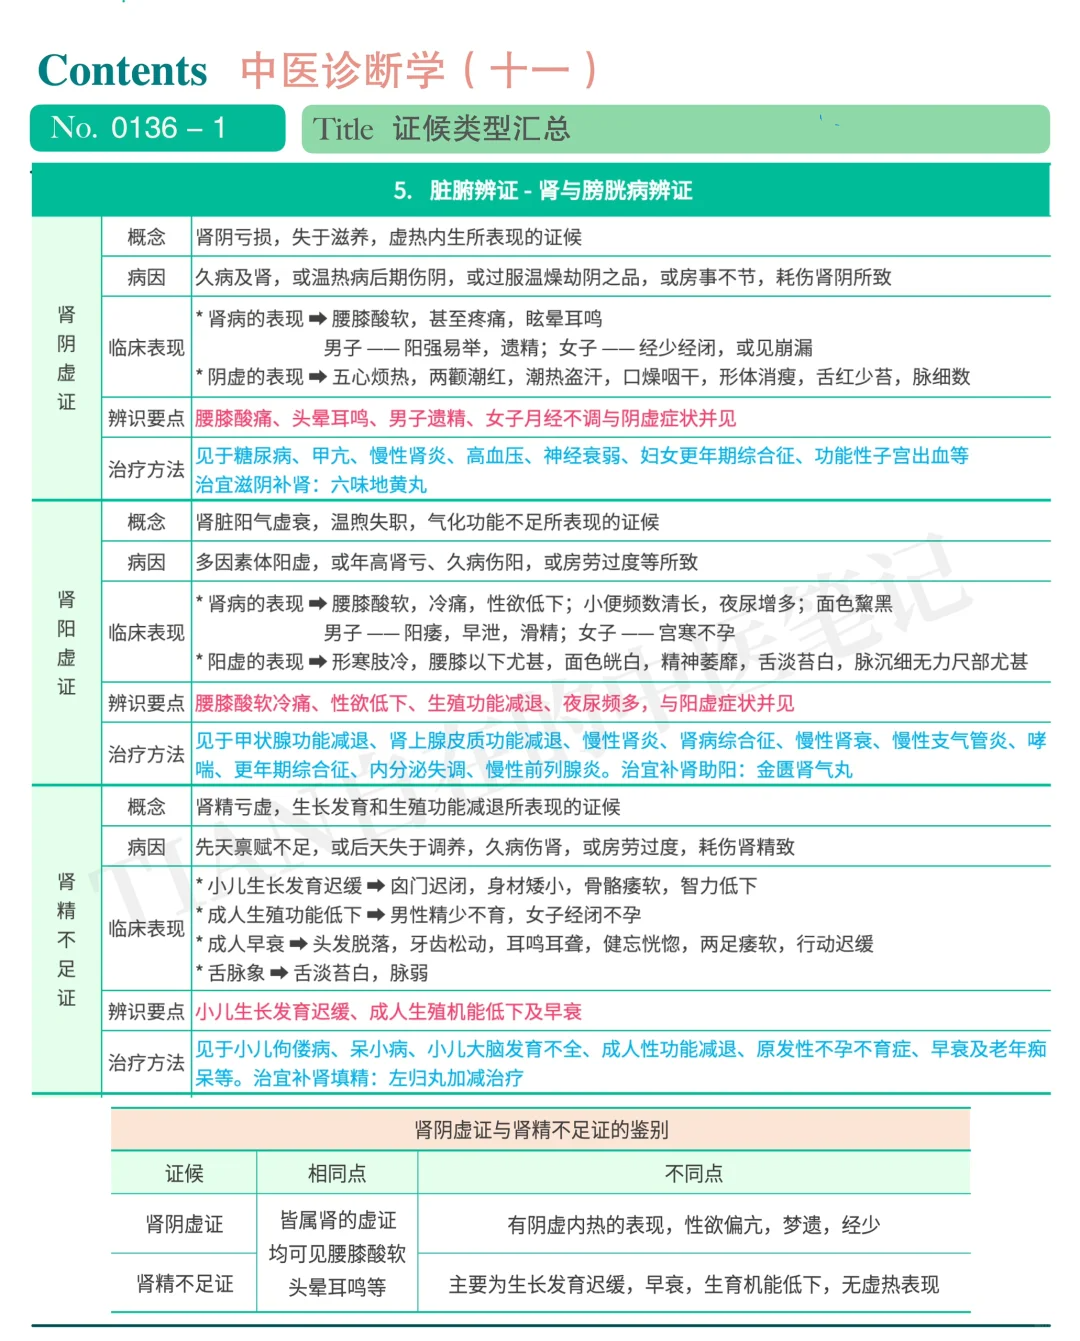 Contents 中医诊断学（十一）
No. 0136 – 1
Title 证候类型汇总
5. 脏腑辨证 - 肾与膀胱病辨证
肾阴虚证
概念 肾阴亏损，失于滋养，虚热内生所表现的证候
病因 久病及肾，或温热病后期伤阴，或过服温燥劫阴之品，或房事不节，耗伤肾阴所致
临床表现
* 肾病的表现 ➡ 腰膝酸软，甚至疼痛，眩晕耳鸣
男子 —— 阳强易举，遗精；女子 —— 经少经闭，或见崩漏
* 阴虚的表现 ➡ 五心烦热，两颧潮红，潮热盗汗，口燥咽干，形体消瘦，舌红少苔，脉细数
辨识要点 腰膝酸痛、头晕耳鸣、男子遗精、女子月经不调与阴虚症状并见
治疗方法
见于糖尿病、甲亢、慢性肾炎、高血压、神经衰弱、妇女更年期综合征、功能性子宫出血等
治宜滋阴补肾：六味地黄丸
肾阳虚证
概念 肾脏阳气虚衰，温煦失职，气化功能不足所表现的证候
病因 多因素体阳虚，或年高肾亏、久病伤阳，或房劳过度等所致
临床表现
* 肾病的表现 ➡ 腰膝酸软，冷痛，性欲低下；小便频数清长，夜尿增多；面色黧黑
男子 —— 阳痿，早泄，滑精；女子 —— 宫寒不孕
* 阳虚的表现 ➡ 形寒肢冷，腰膝以下尤甚，面色㿠白，精神萎靡，舌淡苔白，脉沉细无力尺部尤甚
辨识要点 腰膝酸软冷痛、性欲低下、生殖功能减退、夜尿频多，与阳虚症状并见
治疗方法
见于甲状腺功能减退、肾上腺皮质功能减退、慢性肾炎、肾病综合征、慢性肾衰、慢性支气管炎、哮
喘、更年期综合征、内分泌失调、慢性前列腺炎。治宜补肾助阳：金匮肾气丸
肾精不足证
概念 肾精亏虚，生长发育和生殖功能减退所表现的证候
病因 先天禀赋不足，或后天失于调养，久病伤肾，或房劳过度，耗伤肾精致
临床表现
* 小儿生长发育迟缓 ➡ 囟门迟闭，身材矮小，骨骼痿软，智力低下
* 成人生殖功能低下 ➡ 男性精少不育，女子经闭不孕
* 成人早衰 ➡ 头发脱落，牙齿松动，耳鸣耳聋，健忘恍惚，两足痿软，行动迟缓
* 舌脉象 ➡ 舌淡苔白，脉弱
辨识要点 小儿生长发育迟缓、成人生殖机能低下及早衰
治疗方法
见于小儿佝偻病、呆小病、小儿大脑发育不全、成人性功能减退、原发性不孕不育症、早衰及老年痴
呆等。治宜补肾填精：左归丸加减治疗
肾阴虚证与肾精不足证的鉴别
证候 相同点 不同点
肾阴虚证
皆属肾的虚证
均可见腰膝酸软
头晕耳鸣等
有阴虚内热的表现，性欲偏亢，梦遗，经少
肾精不足证
主要为生长发育迟缓，早衰，生育机能低下，无虚热表现
TIAN自在的中医笔记